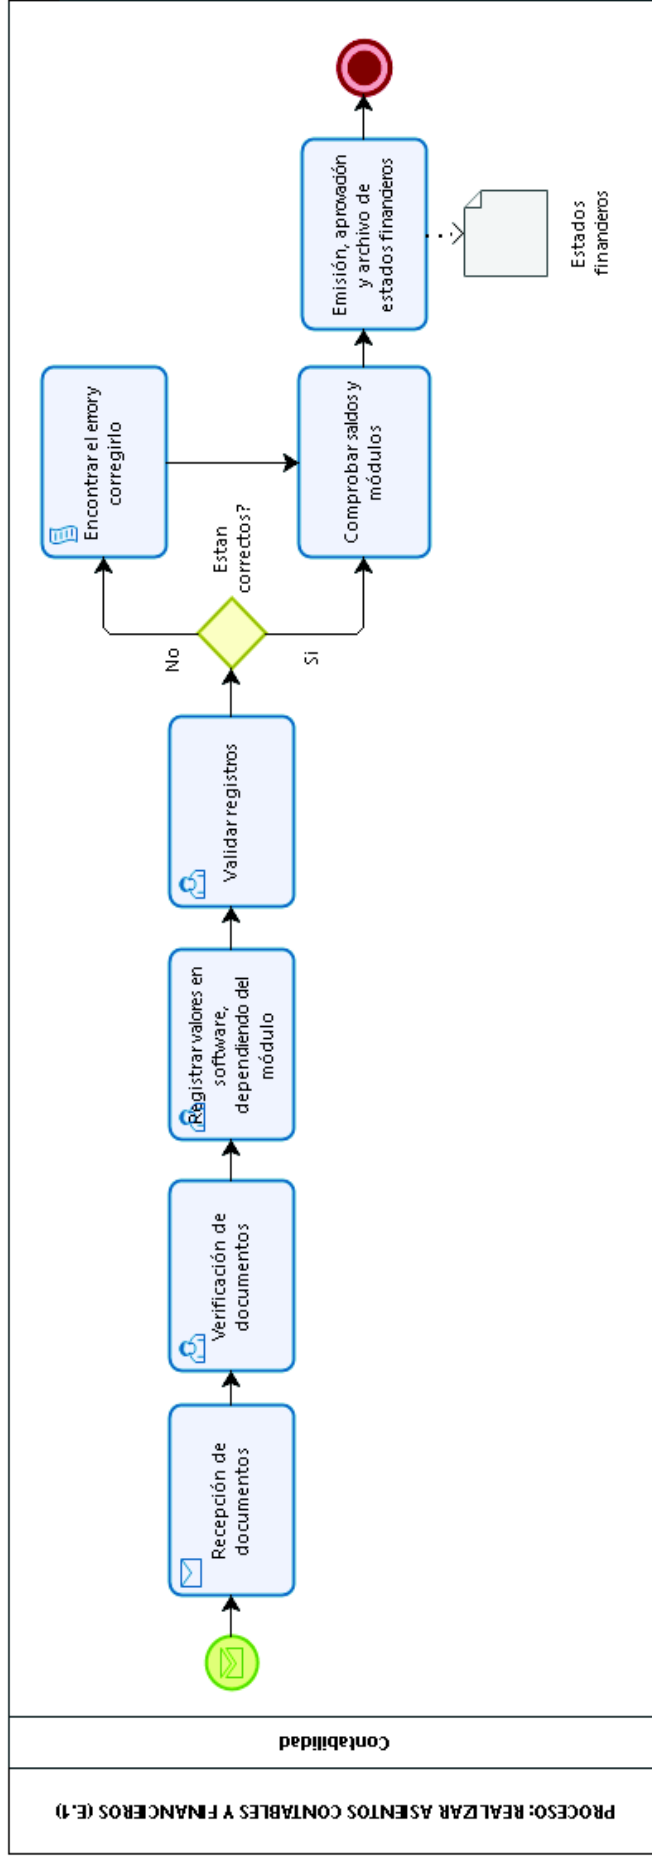 PROCESO: REALIZAR ASIENTOS CONTABLES Y FINANCIEROS (E.1)
Contabilidad
Recepción de
documentos
Verificación de
documentos
Registrar valores en
software,
dependiendo del
módulo
Validar registros
Estan
correctos?
No
Si
Encontrar el error y
corregirlo
Comprobar saldos y
módulos
Emisión, aprovación
y archivo de
estados financieros
Estados
financieros